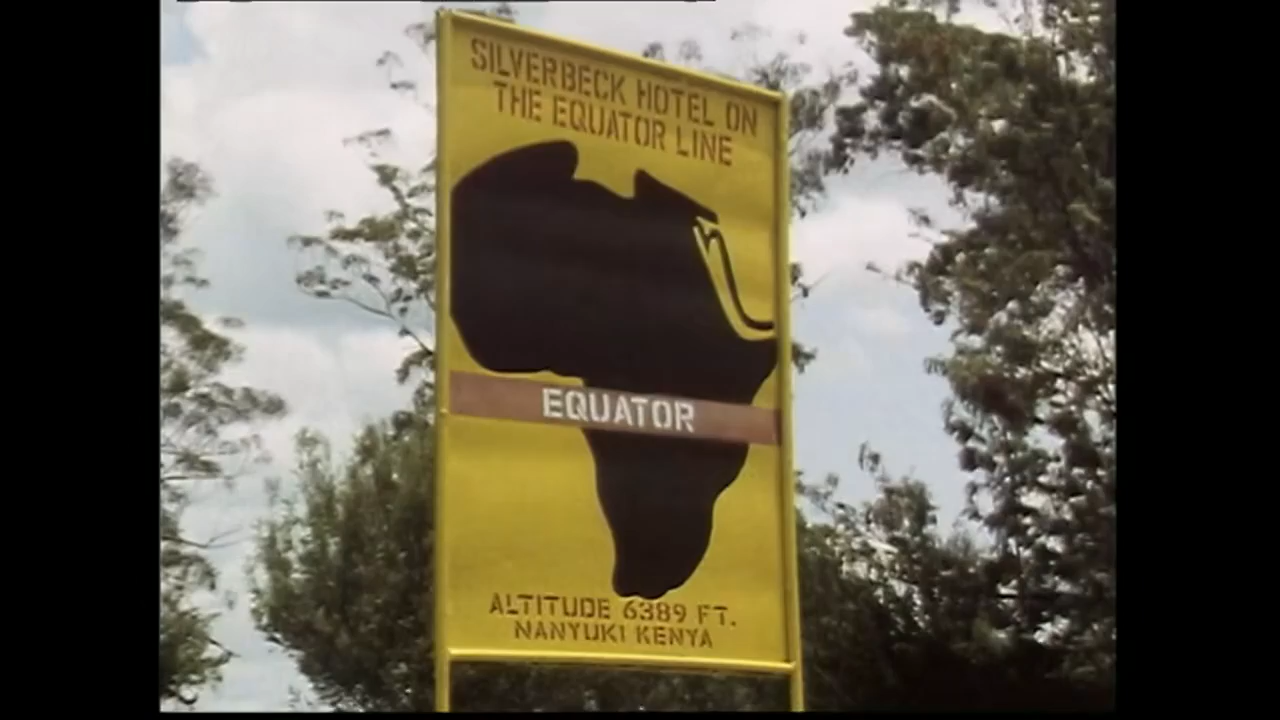 SILVERBECK HOTEL ON
THE EQUATOR LINE
EQUATOR
ALTITUDE 6389 FT.
NANYUKI KENYA